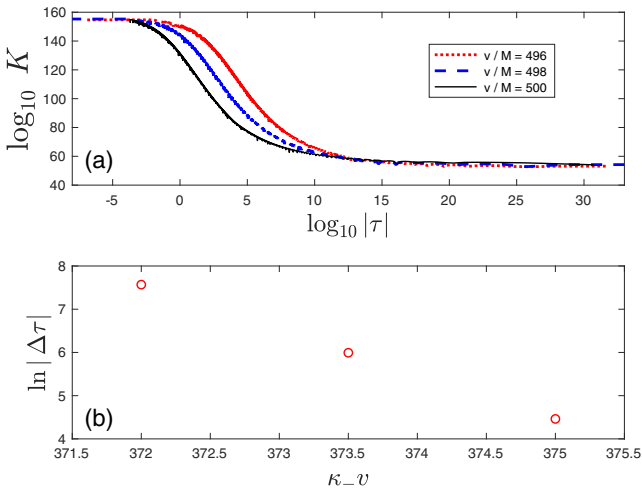 160
140
120
100
80
60
40
log₁₀ K
(a)
v / M = 496
v / M = 498
v / M = 500
-5 0 5 10 15 20 25 30
log₁₀ |τ|
8
7
6
5
4
ln | Δτ|
(b)
371.5 372 372.5 373 373.5 374 374.5 375 375.5
κ₋v